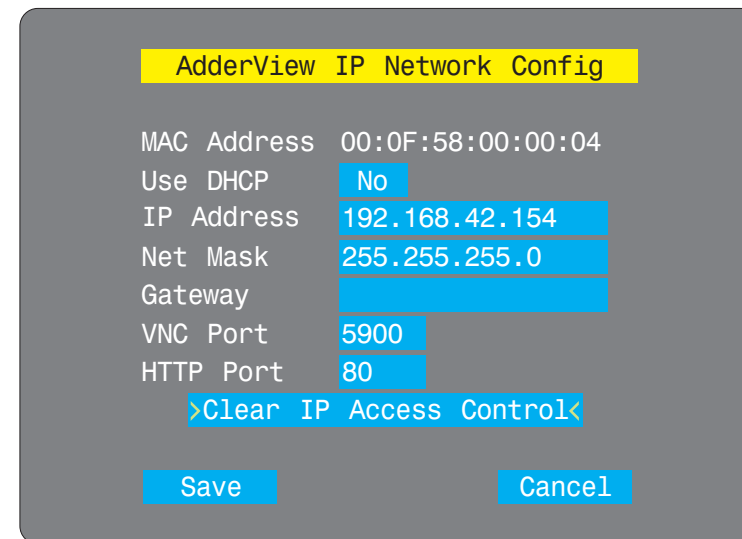 AdderView IP Network Config
MAC Address 00:0F:58:00:00:04
Use DHCP No
IP Address 192.168.42.154
Net Mask 255.255.255.0
Gateway
VNC Port 5900
HTTP Port 80
>Clear IP Access Control<
Save Cancel